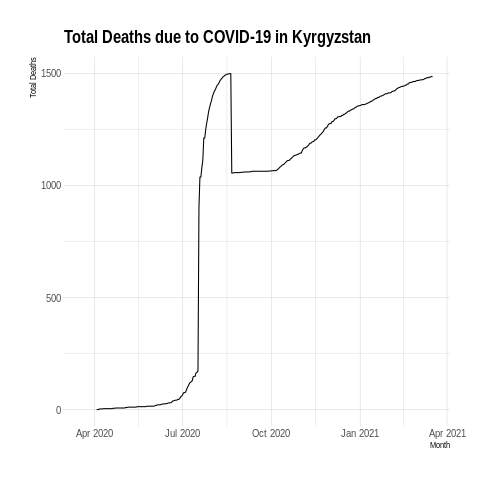 Total Deaths due to COVID-19 in Kyrgyzstan
Total Deaths
1500
1000
500
0
Apr 2020
Jul 2020
Oct 2020
Jan 2021
Apr 2021
Month